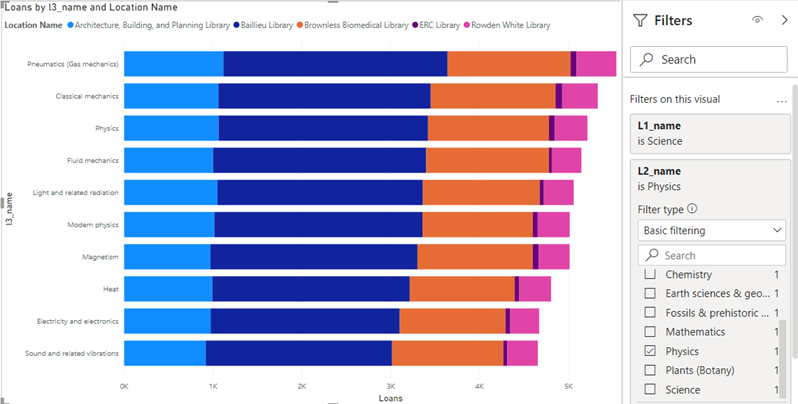 Loans by l3_name and Location Name
Location Name Architecture, Building, and Planning Library Baillieu Library Brownless Biomedical Library ERC Library Rowden White Library
l3_name
Pneumatics (Gas mechanics)
Classical mechanics
Physics
Fluid mechanics
Light and related radiation
Modern physics
Magnetism
Heat
Electricity and electronics
Sound and related vibrations
0K 1K 2K 3K 4K 5K
Loans
Filters
Search
Filters on this visual ...
L1_name
is Science
L2_name
is Physics
Filter type
Basic filtering
Search
Chemistry 1
Earth sciences & geo... 1
Fossils & prehistoric ... 1
Mathematics 1
Physics 1
Plants (Botany) 1
Science 1